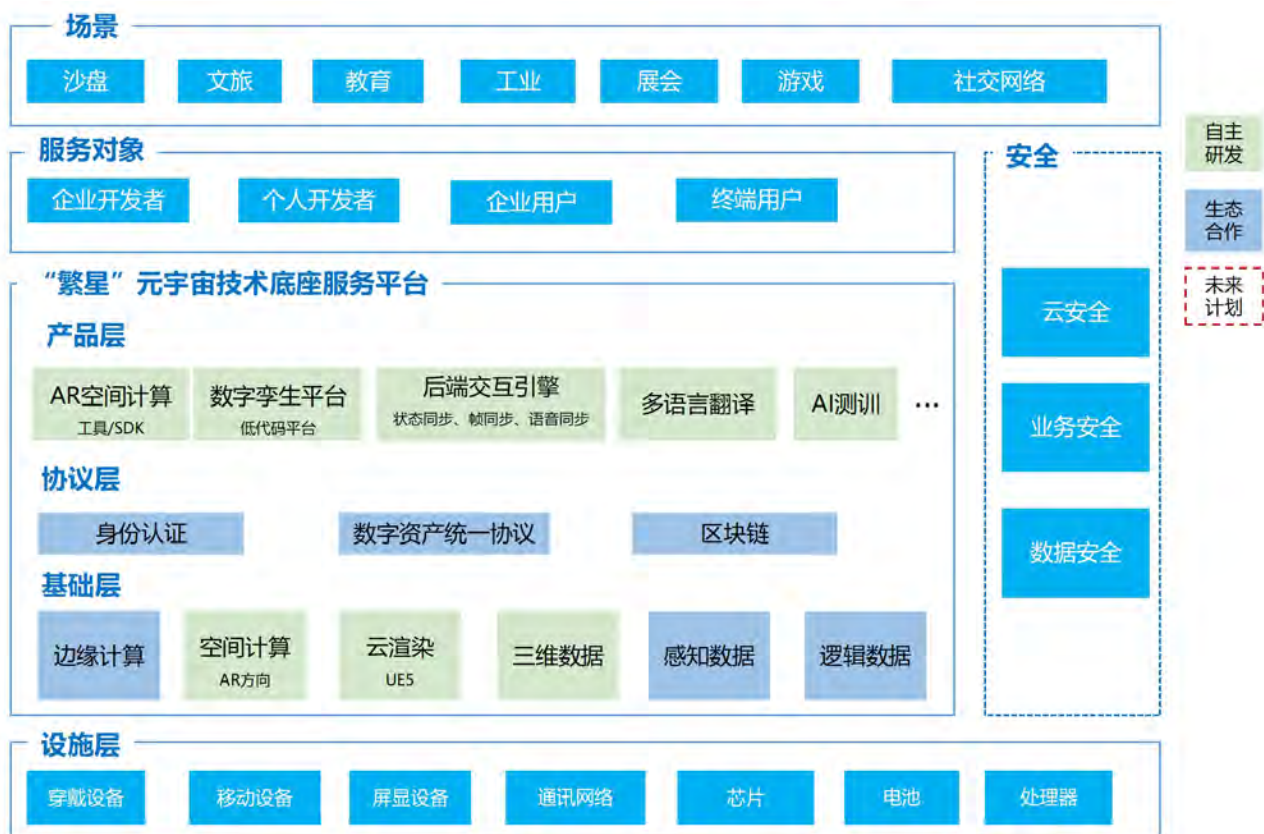 场景
沙盘
文旅
教育
工业
展会
游戏
社交网络
服务对象
企业开发者
个人开发者
企业用户
终端用户
“繁星”元宇宙技术底座服务平台
产品层
AR空间计算
工具/SDK
数字孪生平台
低代码平台
后端交互引擎
状态同步、帧同步、语音同步
多语言翻译
AI测训
...
协议层
身份认证
数字资产统一协议
区块链
基础层
边缘计算
空间计算
AR方向
云渲染
UE5
三维数据
感知数据
逻辑数据
安全
云安全
业务安全
数据安全
自主
研发
生态
合作
未来
计划
设施层
穿戴设备
移动设备
屏显设备
通讯网络
芯片
电池
处理器